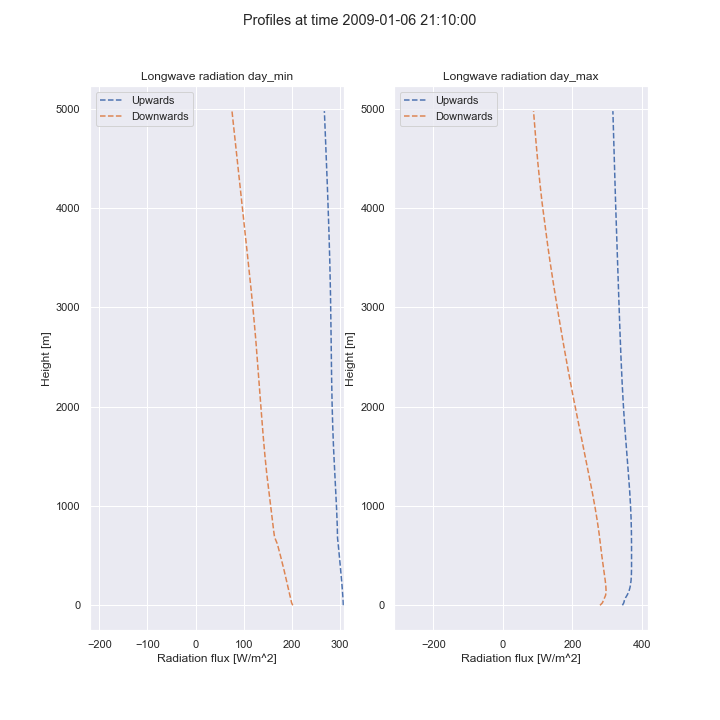 Profiles at time 2009-01-06 21:10:00
Longwave radiation day_min
Upwards
Downwards
5000
4000
3000
2000
1000
0
Height [m]
−200
−100
0
100
200
300
Radiation flux [W/m^2]
Longwave radiation day_max
Upwards
Downwards
5000
4000
3000
2000
1000
0
Height [m]
−200
0
200
400
Radiation flux [W/m^2]